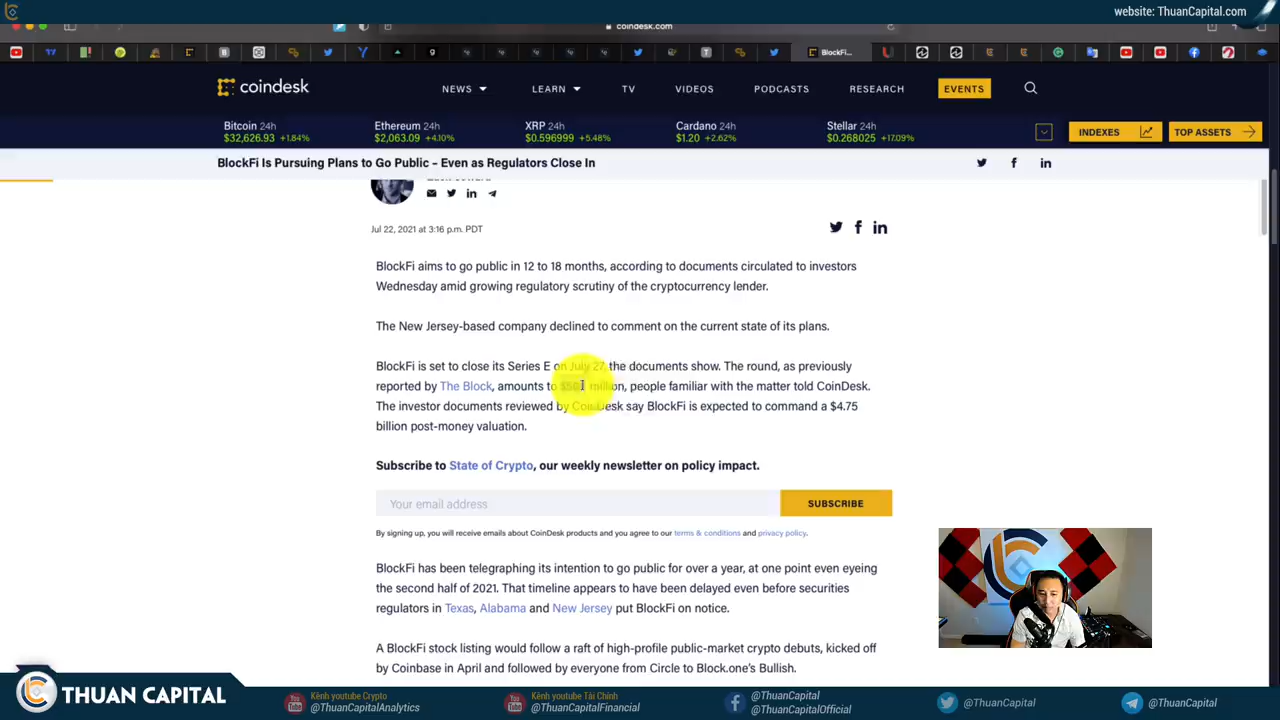 website: ThuanCapital.com
coindesk.com
BlockFi...
coindesk
NEWS LEARN TV VIDEOS PODCASTS RESEARCH EVENTS
Bitcoin 24h
$32,626.93 +1.84%
Ethereum 24h
$2,063.09 +4.10%
XRP 24h
$0.596999 +5.48%
Cardano 24h
$1.20 +2.62%
Stellar 24h
$0.268025 +17.09%
INDEXES
TOP ASSETS
BlockFi Is Pursuing Plans to Go Public – Even as Regulators Close In
Jul 22, 2021 at 3:16 p.m. PDT
BlockFi aims to go public in 12 to 18 months, according to documents circulated to investors
Wednesday amid growing regulatory scrutiny of the cryptocurrency lender.
The New Jersey-based company declined to comment on the current state of its plans.
BlockFi is set to close its Series E on July 27, the documents show. The round, as previously
reported by The Block, amounts to million, people familiar with the matter told CoinDesk.
The investor documents reviewed by CoinDesk say BlockFi is expected to command a $4.75
billion post-money valuation.
Subscribe to State of Crypto, our weekly newsletter on policy impact.
Your email address
SUBSCRIBE
By signing up, you will receive emails about CoinDesk products and you agree to our terms & conditions and privacy policy.
BlockFi has been telegraphing its intention to go public for over a year, at one point even eyeing
the second half of 2021. That timeline appears to have been delayed even before securities
regulators in Texas, Alabama and New Jersey put BlockFi on notice.
A BlockFi stock listing would follow a raft of high-profile public-market crypto debuts, kicked off
by Coinbase in April and followed by everyone from Circle to Block.one's Bullish.
THUAN CAPITAL
Kênh youtube Crypto
@ThuanCapitalAnalytics
Kênh youtube Tài Chính
@ThuanCapitalFinancial
@ThuanCapital
@ThuanCapitalOfficial
@ThuanCapital
@ThuanCapital